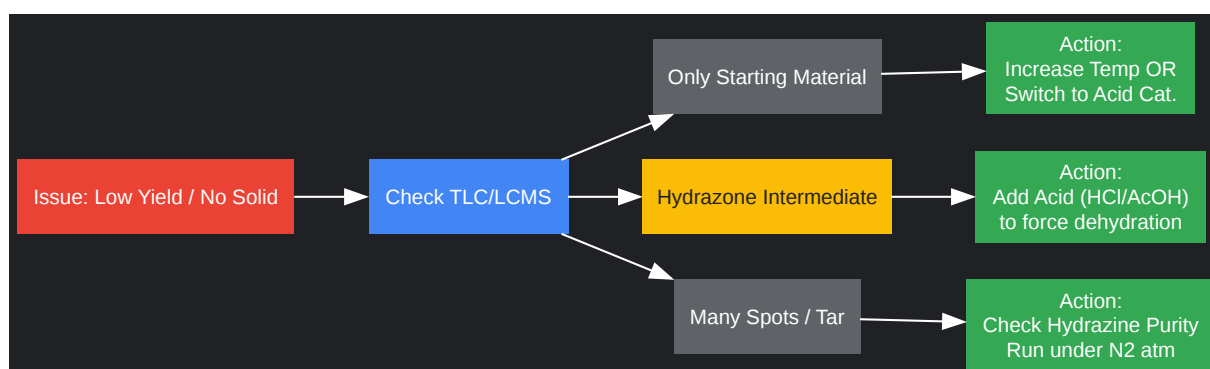 Issue: Low Yield / No Solid
Check TLC/LCMS
Only Starting Material
Action:
Increase Temp OR
Switch to Acid Cat.
Hydrazone Intermediate
Action:
Add Acid (HCl/AcOH)
to force dehydration
Many Spots / Tar
Action:
Check Hydrazine Purity
Run under N2 atm